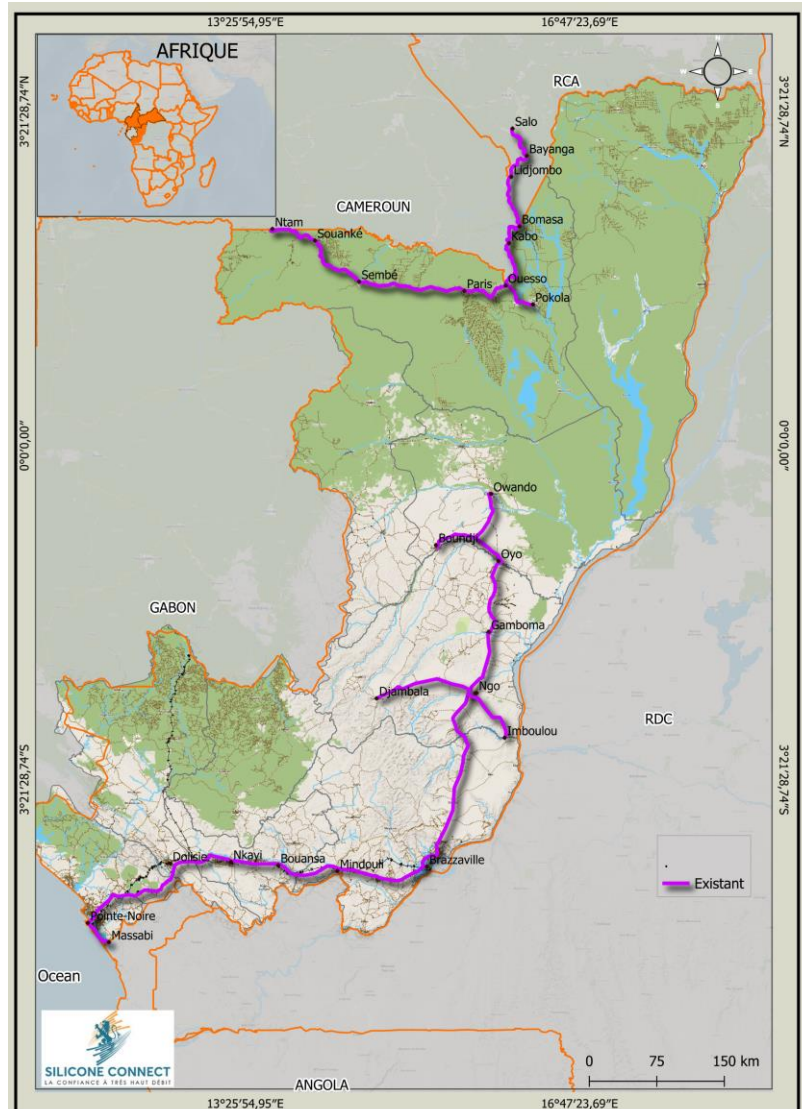 13°25′54,95″
16°47′23,69″
AFRIQUE
N
RCA
3°21′28,74″N
3°21′28,74″N
Salo
Bayanga
Lidjombo
CAMEROUN
Ntam
Souanké
Bomasa
Kabo
Sembé
Paris
Ouesso
Pokola
0°0′0,00″
0°0′0,00″
Owando
Boundji
Oyo
GABON
Gamboma
Djambala
Ngo
Imboulou
RDC
3°21′28,74″S
3°21′28,74″S
Dolisie
Nkayi
Bouansa
Mindouli
Brazzaville
Existant
Pointe-Noire
Massabi
Ocean
SILICONE CONNECT
LA CONFIANCE À TRÈS HAUT DÉBIT
0 75 150 km
ANGOLA
13°25′54,95″E
16°47′23,69″E